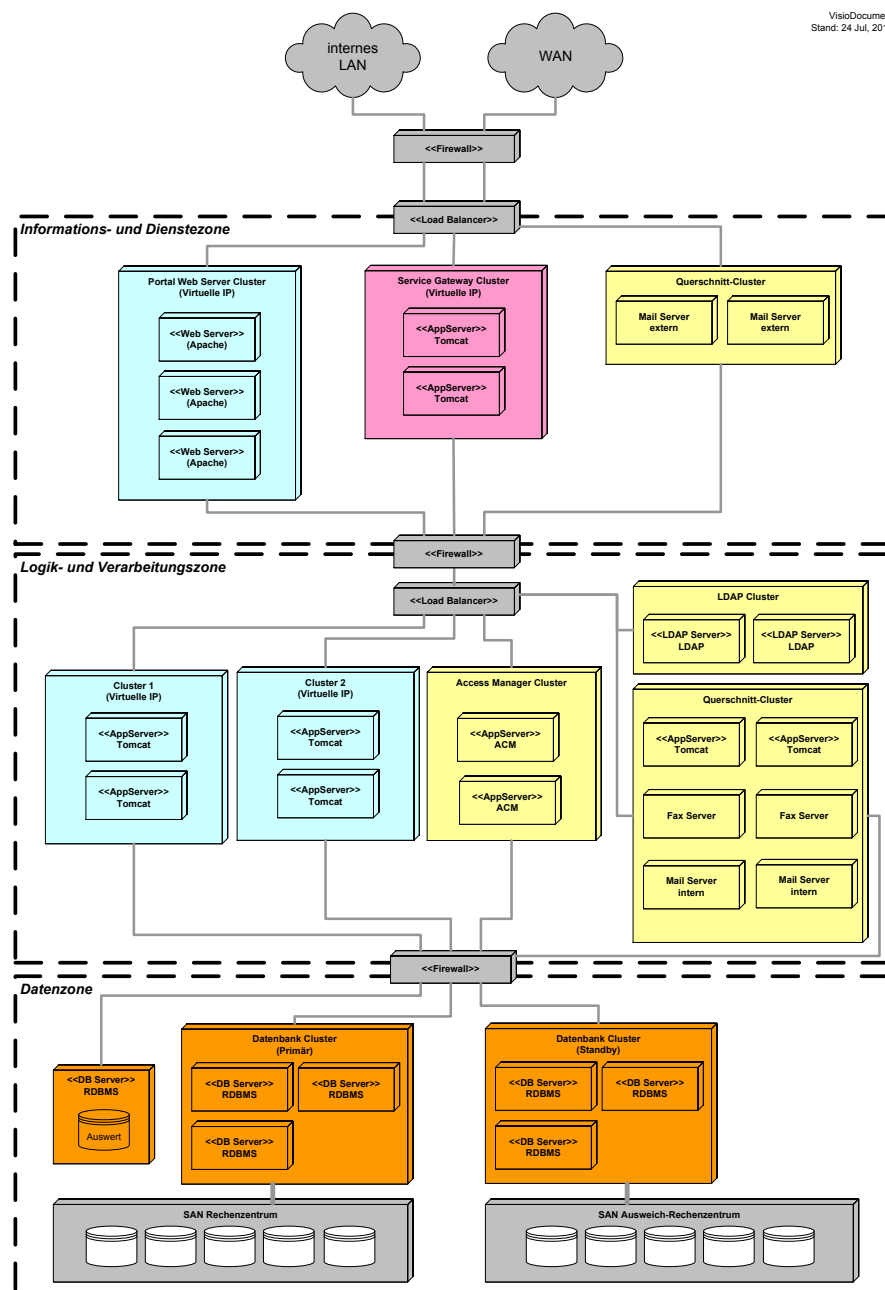 VisioDocume
Stand: 24 Jul, 201
internes
LAN
WAN
<<Firewall>>
<<Load Balancer>>
Informations- und Dienstezone
Portal Web Server Cluster
(Virtuelle IP)
<<Web Server>>
(Apache)
<<Web Server>>
(Apache)
<<Web Server>>
(Apache)
Service Gateway Cluster
(Virtuelle IP)
<<AppServer>>
Tomcat
<<AppServer>>
Tomcat
Querschnitt-Cluster
Mail Server
extern
Mail Server
extern
<<Firewall>>
Logik- und Verarbeitungszone
<<Load Balancer>>
Cluster 1
(Virtuelle IP)
<<AppServer>>
Tomcat
<<AppServer>>
Tomcat
Cluster 2
(Virtuelle IP)
<<AppServer>>
Tomcat
<<AppServer>>
Tomcat
Access Manager Cluster
<<AppServer>>
ACM
<<AppServer>>
ACM
LDAP Cluster
<<LDAP Server>>
LDAP
<<LDAP Server>>
LDAP
Querschnitt-Cluster
<<AppServer>>
Tomcat
<<AppServer>>
Tomcat
Fax Server
Fax Server
Mail Server
intern
Mail Server
intern
<<Firewall>>
Datenzone
<<DB Server>>
RDBMS
Auswert
Datenbank Cluster
(Primär)
<<DB Server>>
RDBMS
<<DB Server>>
RDBMS
<<DB Server>>
RDBMS
Datenbank Cluster
(Standby)
<<DB Server>>
RDBMS
<<DB Server>>
RDBMS
<<DB Server>>
RDBMS
SAN Rechenzentrum
SAN Ausweich-Rechenzentrum